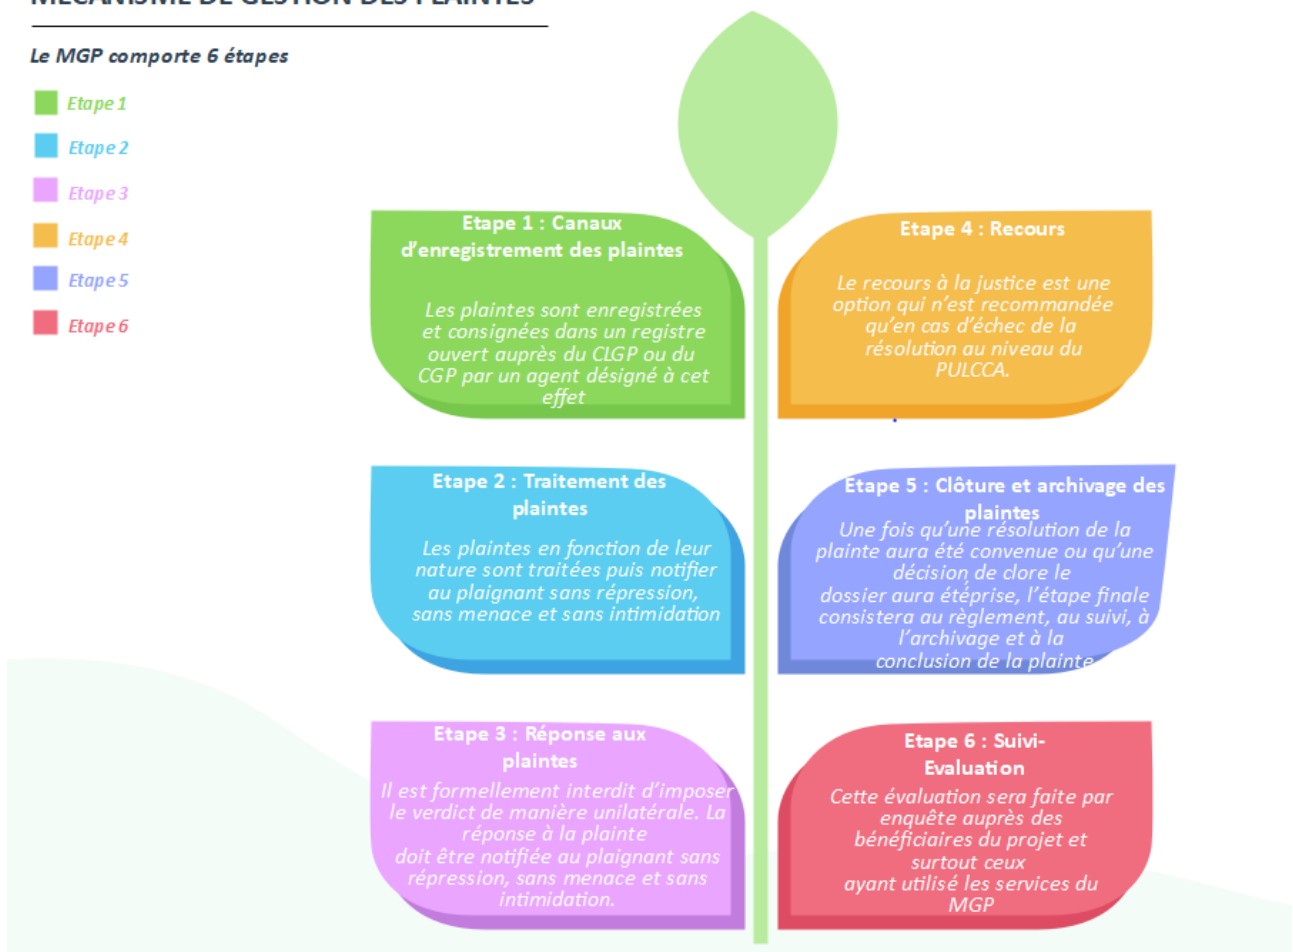 MECANISME DE GESTION DES PLAINTES
Le MGP comporte 6 étapes
Etape 1
Etape 2
Etape 3
Etape 4
Etape 5
Etape 6
Etape 1 : Canaux
d’enregistrement des plaintes
Les plaintes sont enregistrées
et consignées dans un registre
ouvert auprès du CLGP ou du
CGP par un agent désigné à cet
effet
Etape 2 : Traitement des
plaintes
Les plaintes en fonction de leur
nature sont traitées puis notifier
au plaignant sans répression,
sans menace et sans intimidation
Etape 3 : Réponse aux
plaintes
Il est formellement interdit d’imposer
le verdict de manière unilatérale. La
réponse à la plainte
doit être notifiée au plaignant sans
répression, sans menace et sans
intimidation.
Etape 4 : Recours
Le recours à la justice est une
option qui n’est recommandée
qu’en cas d’échec de la
résolution au niveau du
PULCCA.
Etape 5 : Clôture et archivage des
plaintes
Une fois qu’une résolution de la
plainte aura été convenue ou qu’une
décision de clore le
dossier aura étéprise, l’étape finale
consistera au règlement, au suivi, à
l’archivage et à la
conclusion de la plainte
Etape 6 : Suivi-
Evaluation
Cette évaluation sera faite par
enquête auprès des
bénéficiaires du projet et
surtout ceux
ayant utilisé les services du
MGP